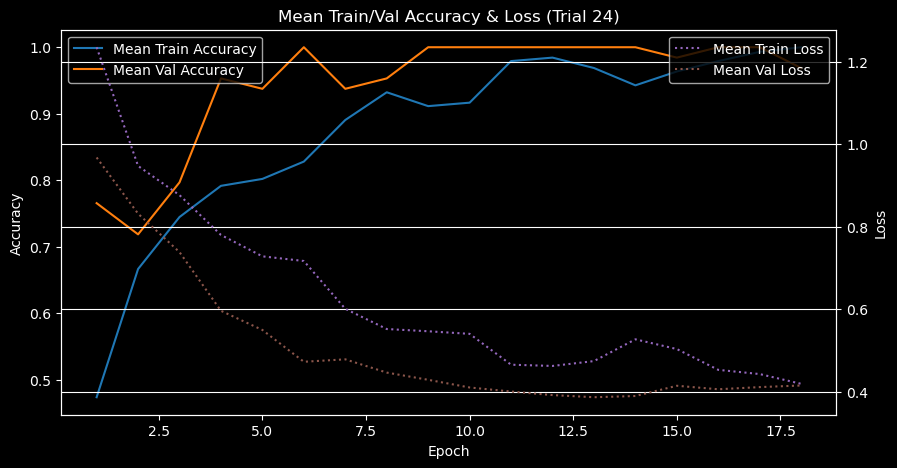 Mean Train/Val Accuracy & Loss (Trial 24)
Mean Train Accuracy
Mean Val Accuracy
Mean Train Loss
Mean Val Loss
1.0
0.9
0.8
0.7
0.6
0.5
Accuracy
1.2
1.0
0.8
0.6
0.4
Loss
2.5
5.0
7.5
10.0
12.5
15.0
17.5
Epoch